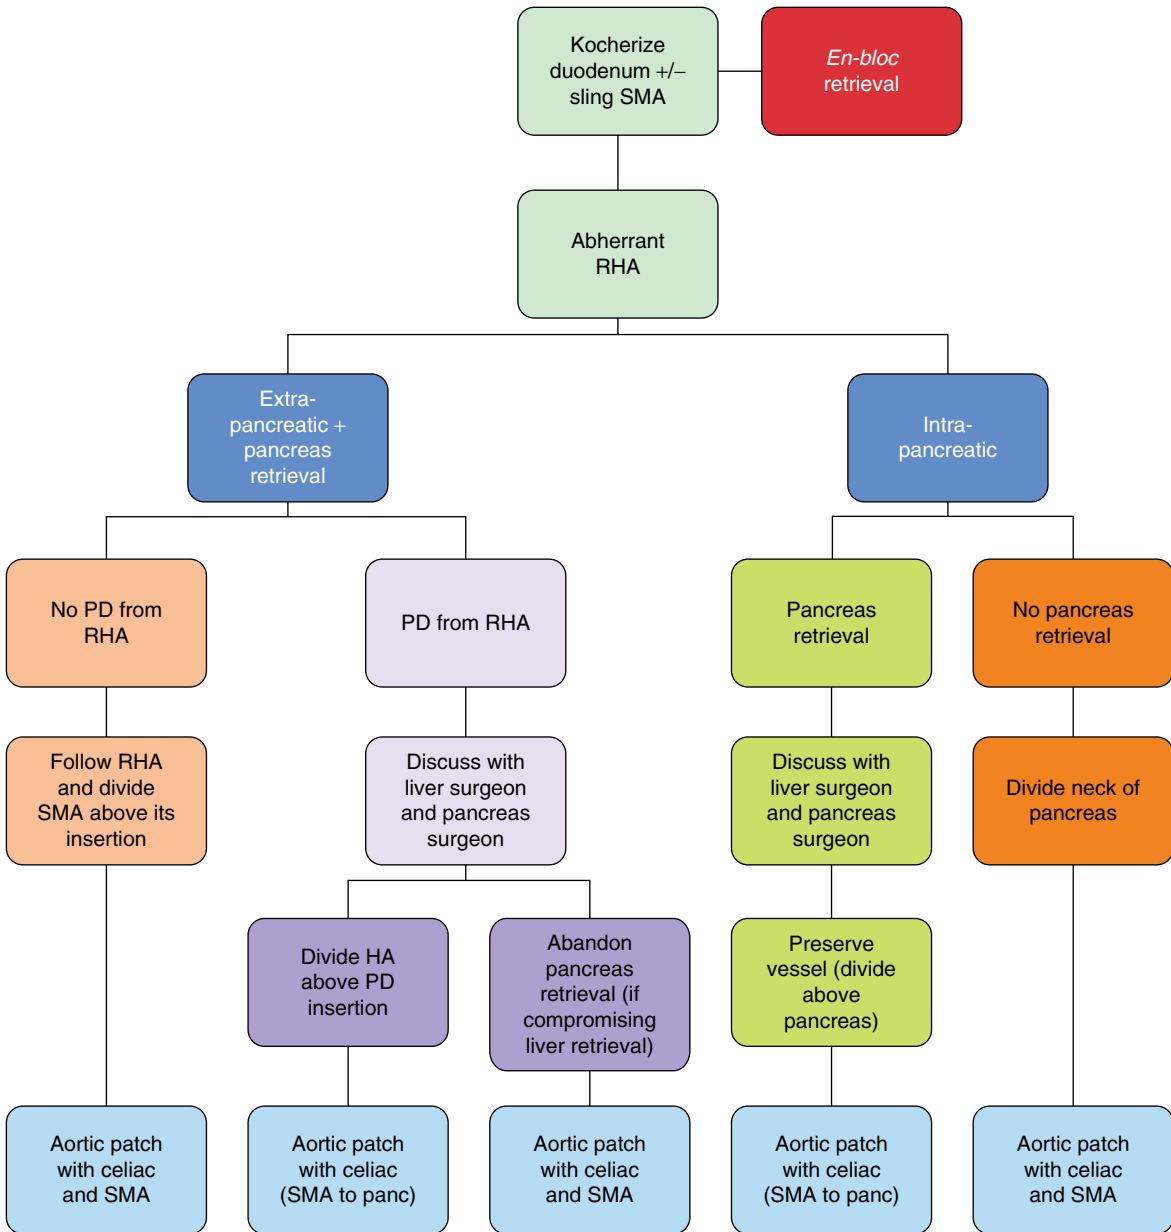 Kocherize
duodenum +/–
sling SMA
En-bloc
retrieval
Abherrant
RHA
Extra-
pancreatic +
pancreas
retrieval
Intra-
pancreatic
No PD from
RHA
PD from RHA
Pancreas
retrieval
No pancreas
retrieval
Follow RHA
and divide
SMA above its
insertion
Discuss with
liver surgeon
and pancreas
surgeon
Discuss with
liver surgeon
and pancreas
surgeon
Divide neck of
pancreas
Divide HA
above PD
insertion
Abandon
pancreas
retrieval (if
compromising
liver retrieval)
Preserve
vessel (divide
above
pancreas)
Aortic patch
with celiac
and SMA
Aortic patch
with celiac
(SMA to panc)
Aortic patch
with celiac
and SMA
Aortic patch
with celiac
(SMA to panc)
Aortic patch
with celiac
and SMA